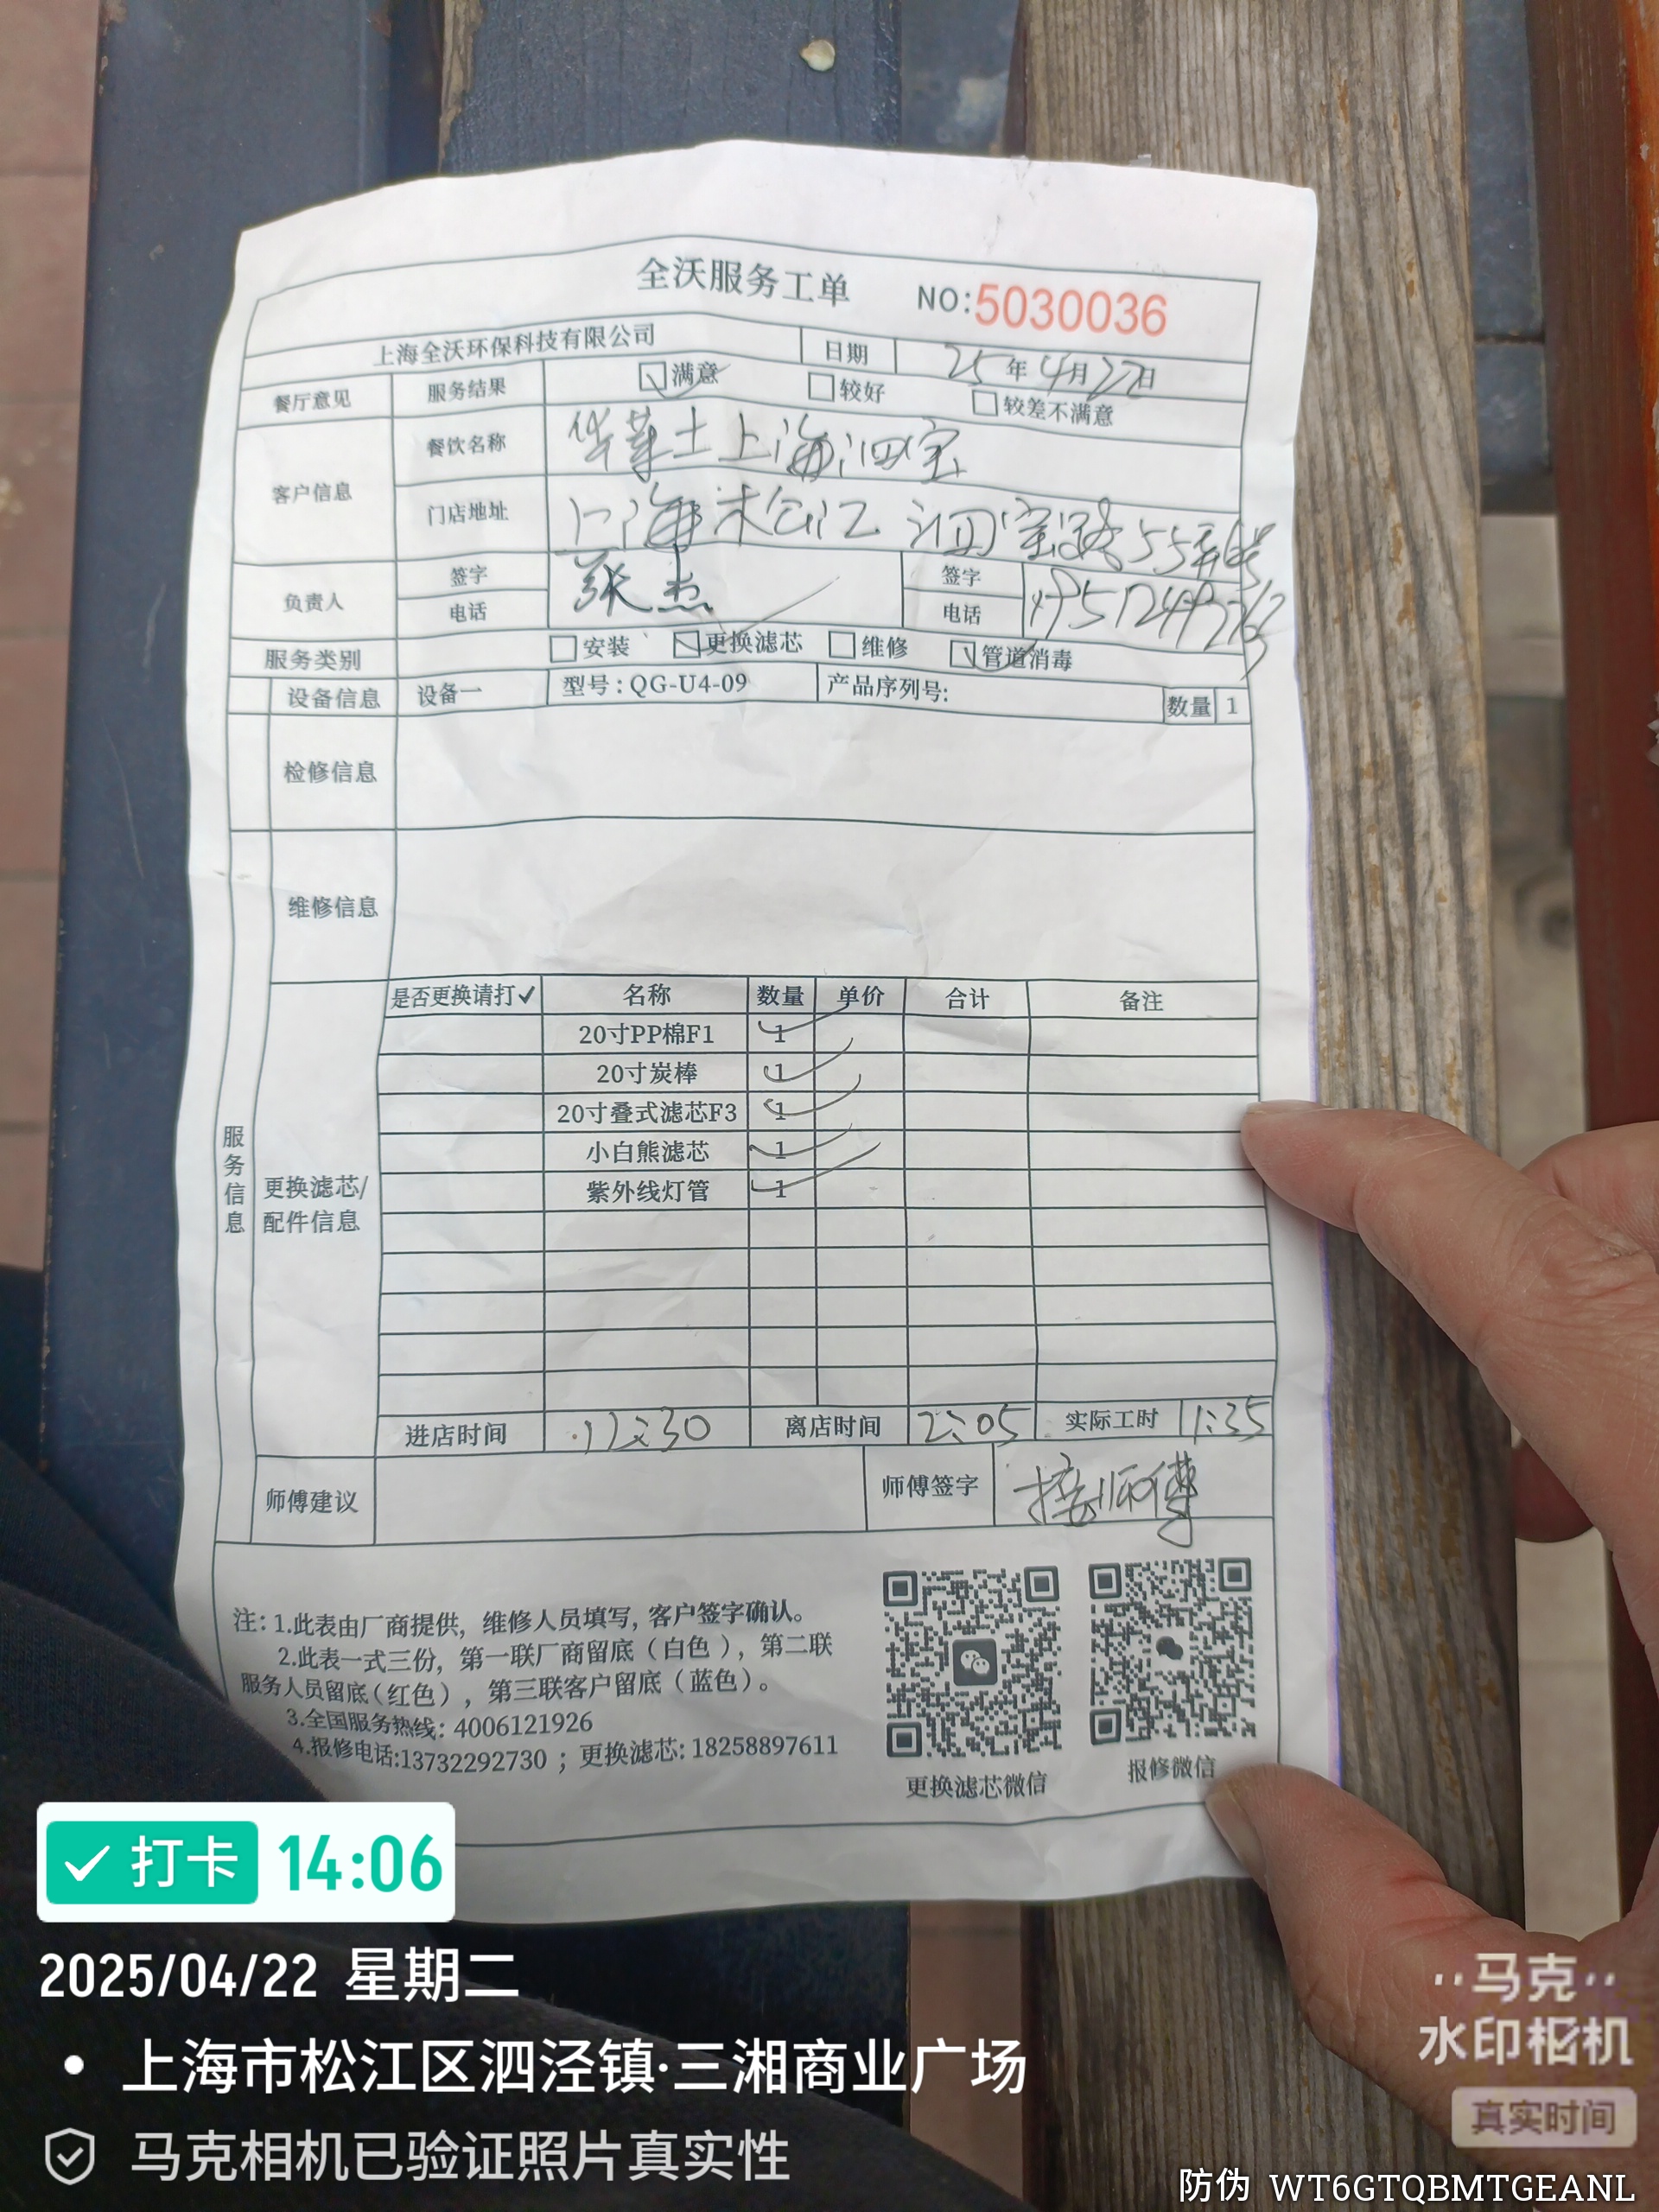 全沃服务工单 NO:5030036
上海全沃环保科技有限公司 日期 25年4月22日
餐厅意见 服务结果 满意 较好 较差不满意
客户信息 餐饮名称 华莱士上海泗宝
门店地址 上海松江泗宝路55弄
负责人 签字 张杰 签字
电话 电话
服务类别 安装 更换滤芯 维修 管道消毒
设备信息 设备一 型号:QG-U4-09 产品序列号: 数量 1
检修信息
维修信息
服务信息
更换滤芯/
配件信息
是否更换请打✓ 名称 数量 单价 合计 备注
20寸PP棉F1 1
20寸炭棒 1
20寸叠式滤芯F3 1
小白熊滤芯 1
紫外线灯管 1
进店时间 12:30 离店时间 2:05 实际工时 1:35
师傅建议 师傅签字 师傅
注: 1.此表由厂商提供, 维修人员填写, 客户签字确认。
2.此表一式三份, 第一联厂商留底(白色), 第二联
服务人员留底(红色), 第三联客户留底(蓝色)。
3.全国服务热线: 4006121926
4.报修电话:13732292730 ; 更换滤芯: 18258897611
更换滤芯微信 报修微信
打卡 14:06
2025/04/22 星期二
上海市松江区泗泾镇·三湘商业广场
马克相机已验证照片真实性
马克
水印相机
真实时间
防伪 WT6GTQBMTGEANL